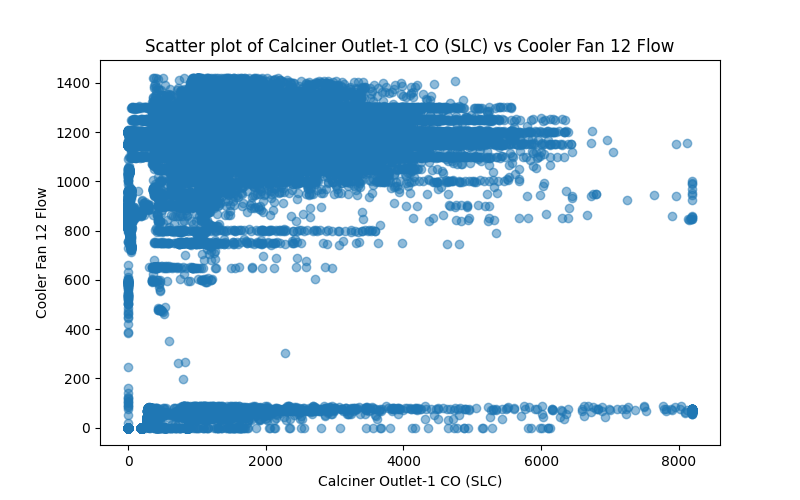 Scatter plot of Calciner Outlet-1 CO (SLC) vs Cooler Fan 12 Flow
1400
1200
1000
800
600
400
200
0
Cooler Fan 12 Flow
0 2000 4000 6000 8000
Calciner Outlet-1 CO (SLC)